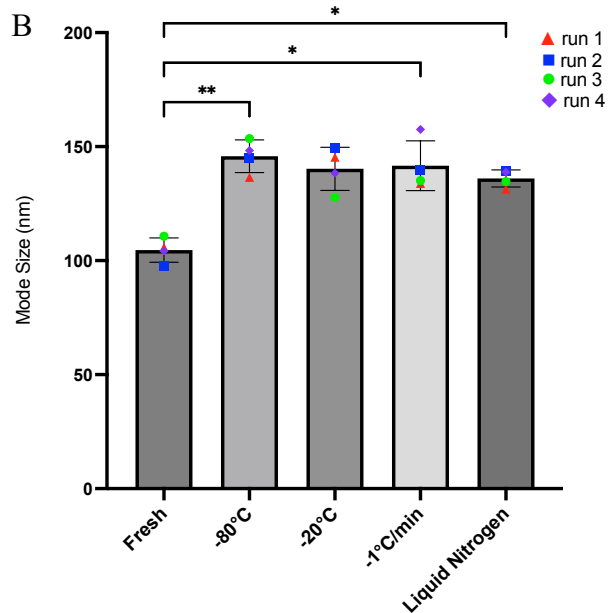 B
*
*
**
run 1
run 2
run 3
run 4
Mode Size (nm)
200
150
100
50
0
Fresh
-80°C
-20°C
-1°C/min
Liquid Nitrogen